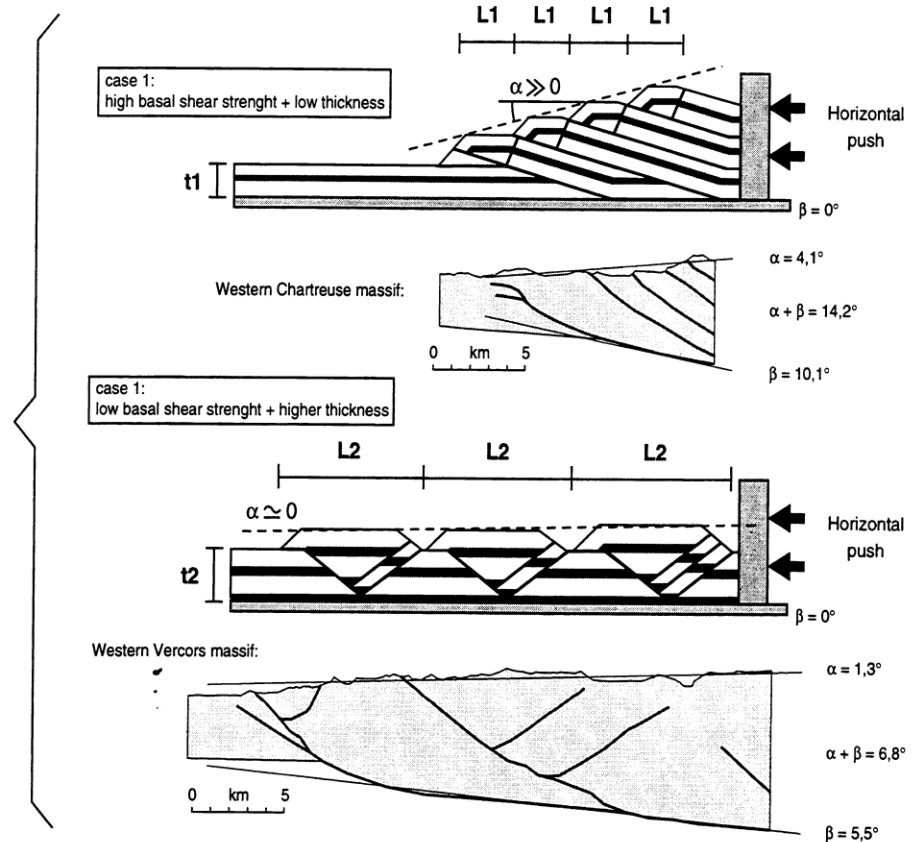 L1 L1 L1 L1
case 1:
high basal shear strenght + low thickness
α ≫ 0
Horizontal
push
t1
β = 0°
Western Chartreuse massif:
α = 4,1°
α + β = 14,2°
β = 10,1°
0 km 5
case 1:
low basal shear strenght + higher thickness
L2 L2 L2
α ≃ 0
Horizontal
push
t2
β = 0°
Western Vercors massif:
α = 1,3°
α + β = 6,8°
β = 5,5°
0 km 5